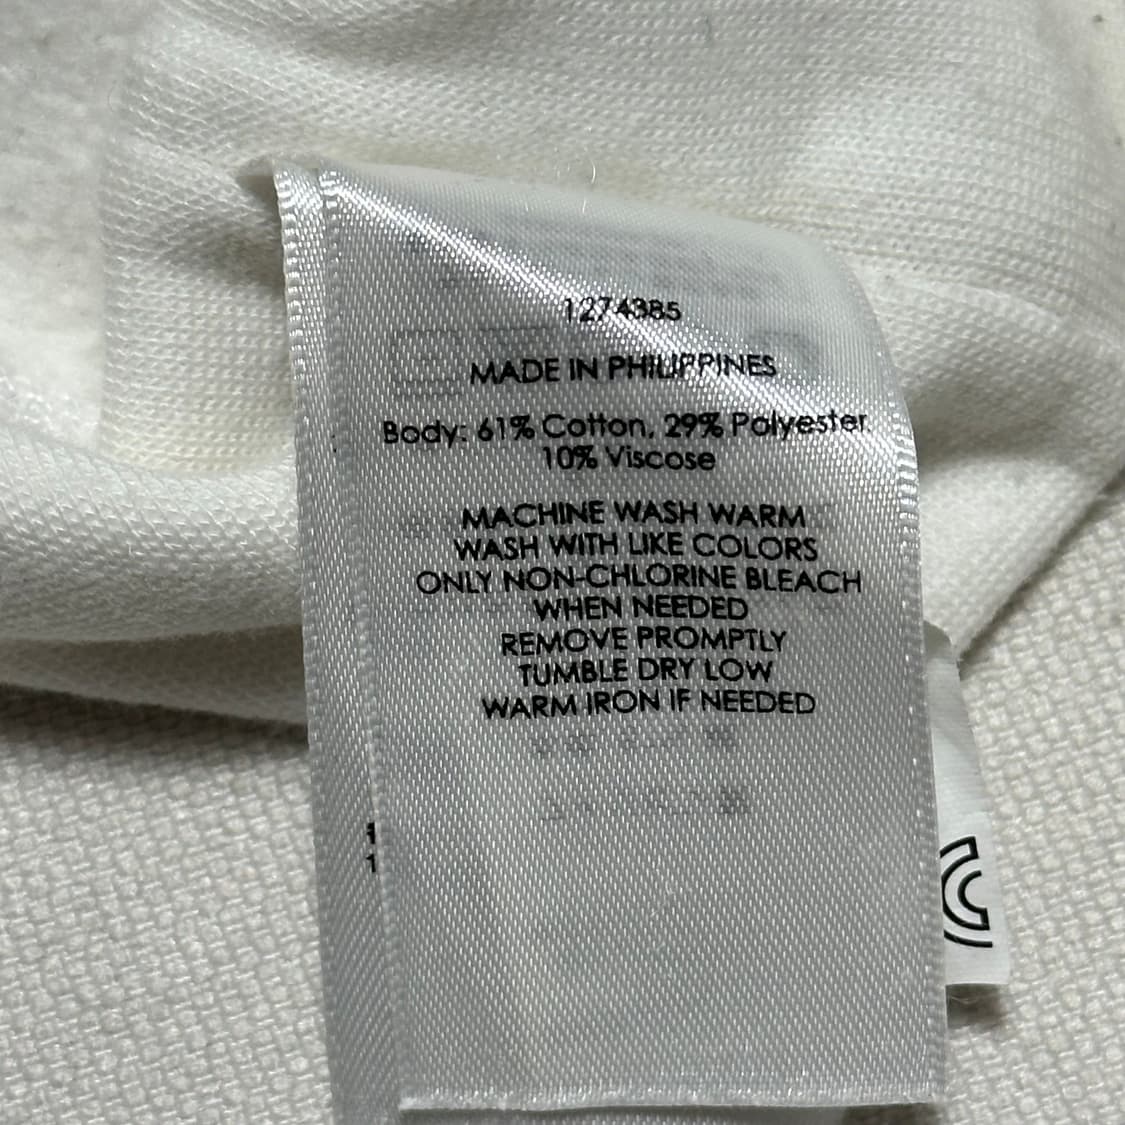 1274385
MADE IN PHILIPPINES
Body: 61% Cotton, 29% Polyester,
10% Viscose
MACHINE WASH WARM
WASH WITH LIKE COLORS
ONLY NON-CHLORINE BLEACH
WHEN NEEDED
REMOVE PROMPTLY
TUMBLE DRY LOW
WARM IRON IF NEEDED